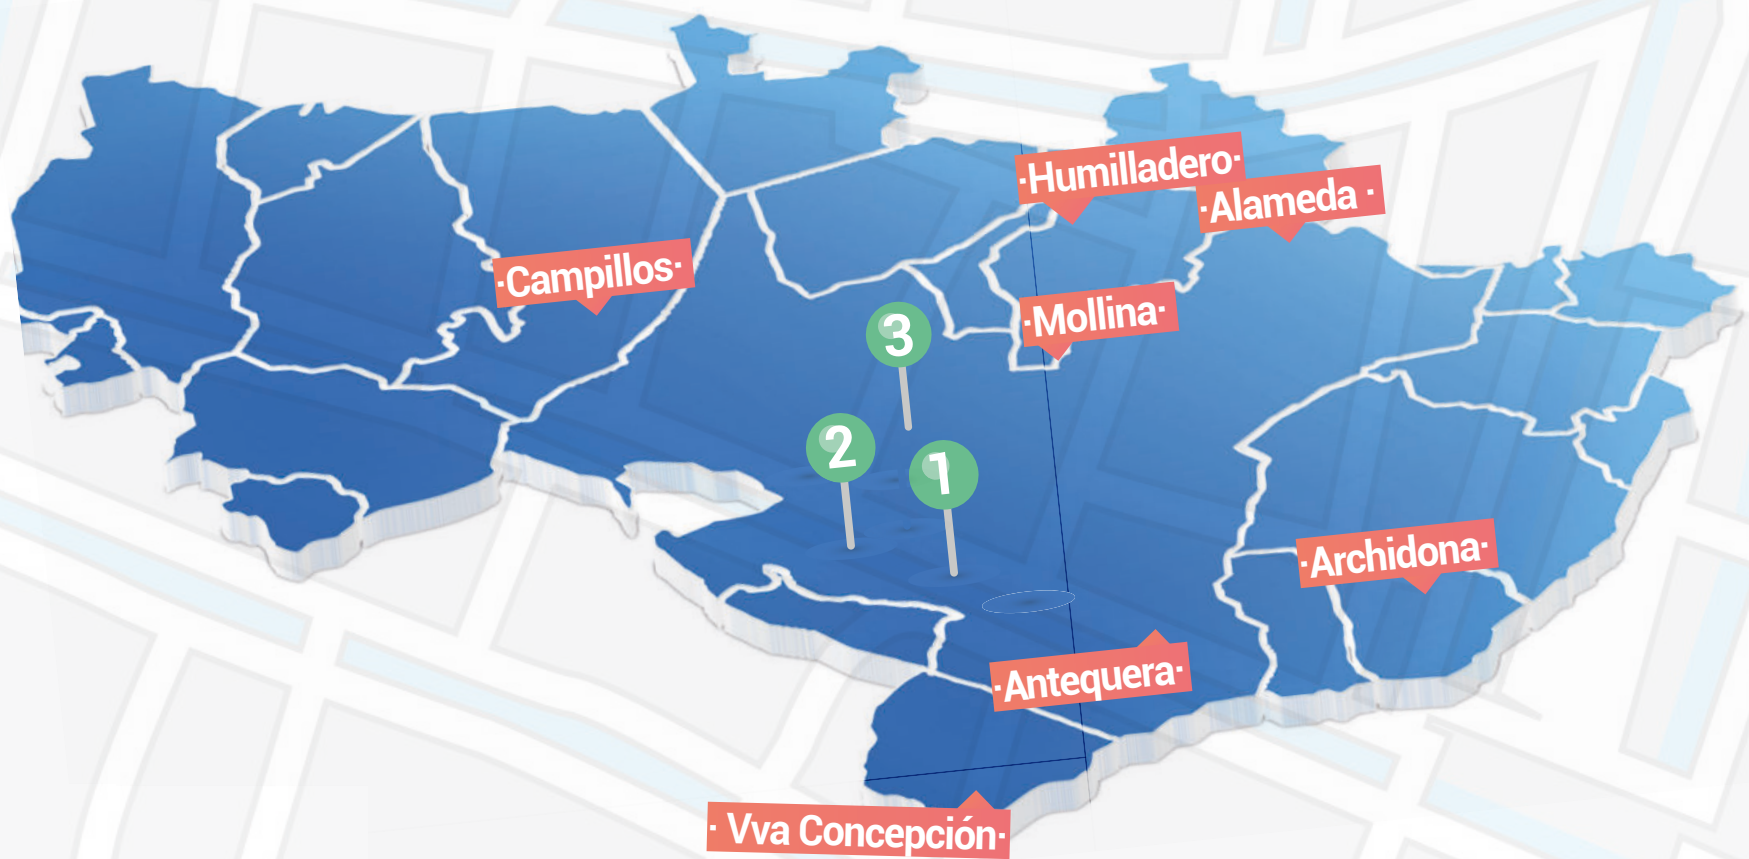 ·Humilladero·
·Alameda ·
·Campillos·
·Mollina·
3
2
1
·Archidona·
·Antequera·
· Vva Concepción·